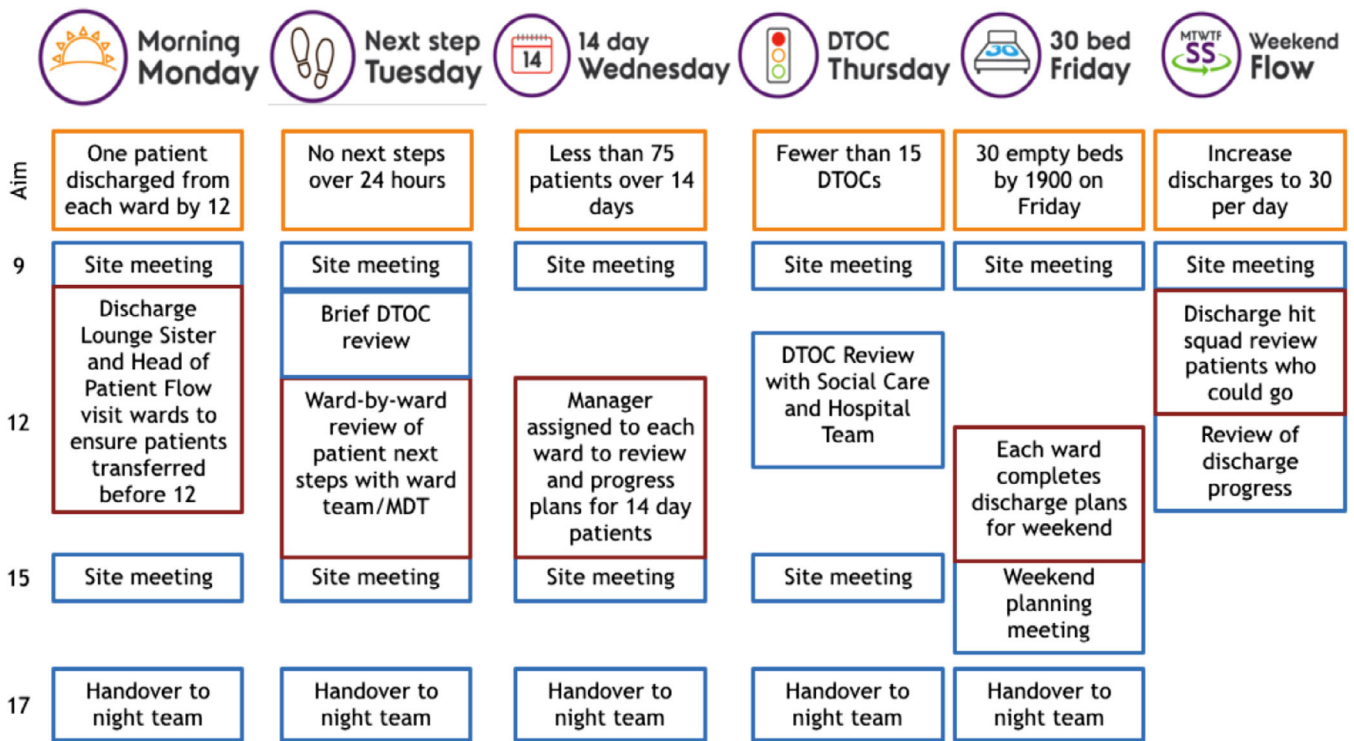 Morning
Monday
Next step
Tuesday
14
14 day
Wednesday
DTOC
Thursday
30
30 bed
Friday
MTWTF
SS
Weekend
Flow
Aim
One patient
discharged from
each ward by 12
No next steps
over 24 hours
Less than 75
patients over 14
days
Fewer than 15
DTOCs
30 empty beds
by 1900 on
Friday
Increase
discharges to 30
per day
9
Site meeting
Site meeting
Site meeting
Site meeting
Site meeting
Site meeting
Discharge
Lounge Sister
and Head of
Patient Flow
visit wards to
ensure patients
transferred
before 12
Brief DTOC
review
DTOC Review
with Social Care
and Hospital
Team
Discharge hit
squad review
patients who
could go
12
Ward-by-ward
review of
patient next
steps with ward
team/MDT
Manager
assigned to each
ward to review
and progress
plans for 14 day
patients
Each ward
completes
discharge plans
for weekend
Review of
discharge
progress
15
Site meeting
Site meeting
Site meeting
Site meeting
Weekend
planning
meeting
17
Handover to
night team
Handover to
night team
Handover to
night team
Handover to
night team
Handover to
night team